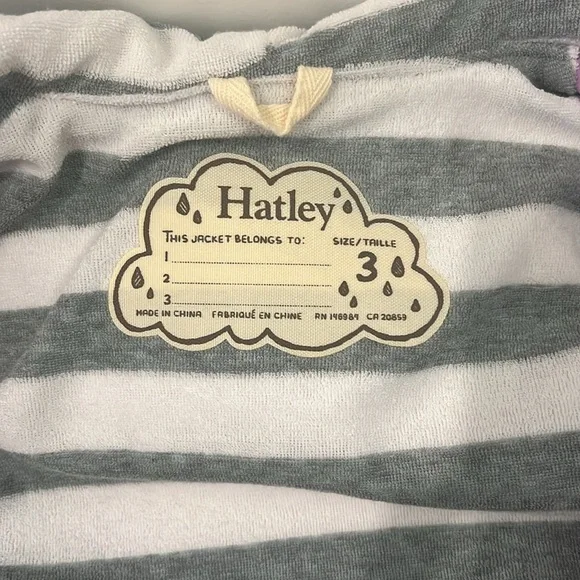 Hatley
THIS JACKET BELONGS TO: SIZE/TAILLE
1 3
2
3
MADE IN CHINA FABRIQUÉ EN CHINE RN 148984 CA 20859